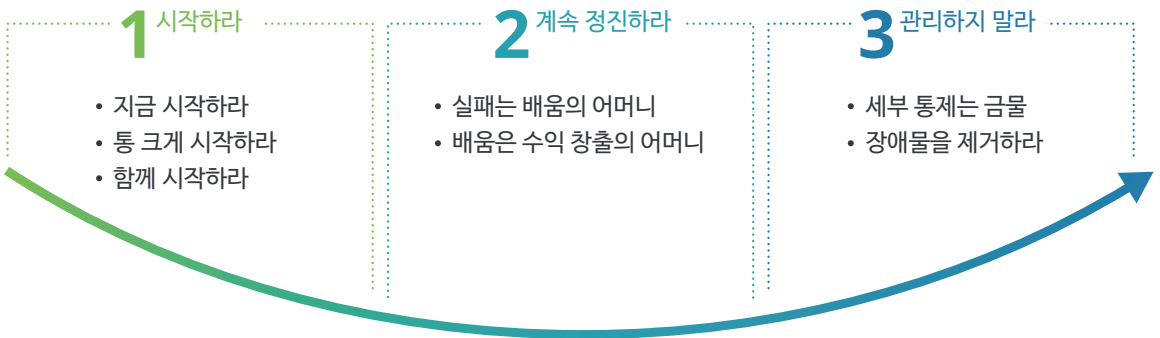 1 시작하라
• 지금 시작하라
• 통 크게 시작하라
• 함께 시작하라
2 계속 정진하라
• 실패는 배움의 어머니
• 배움은 수익 창출의 어머니
3 관리하지 말라
• 세부 통제는 금물
• 장애물을 제거하라